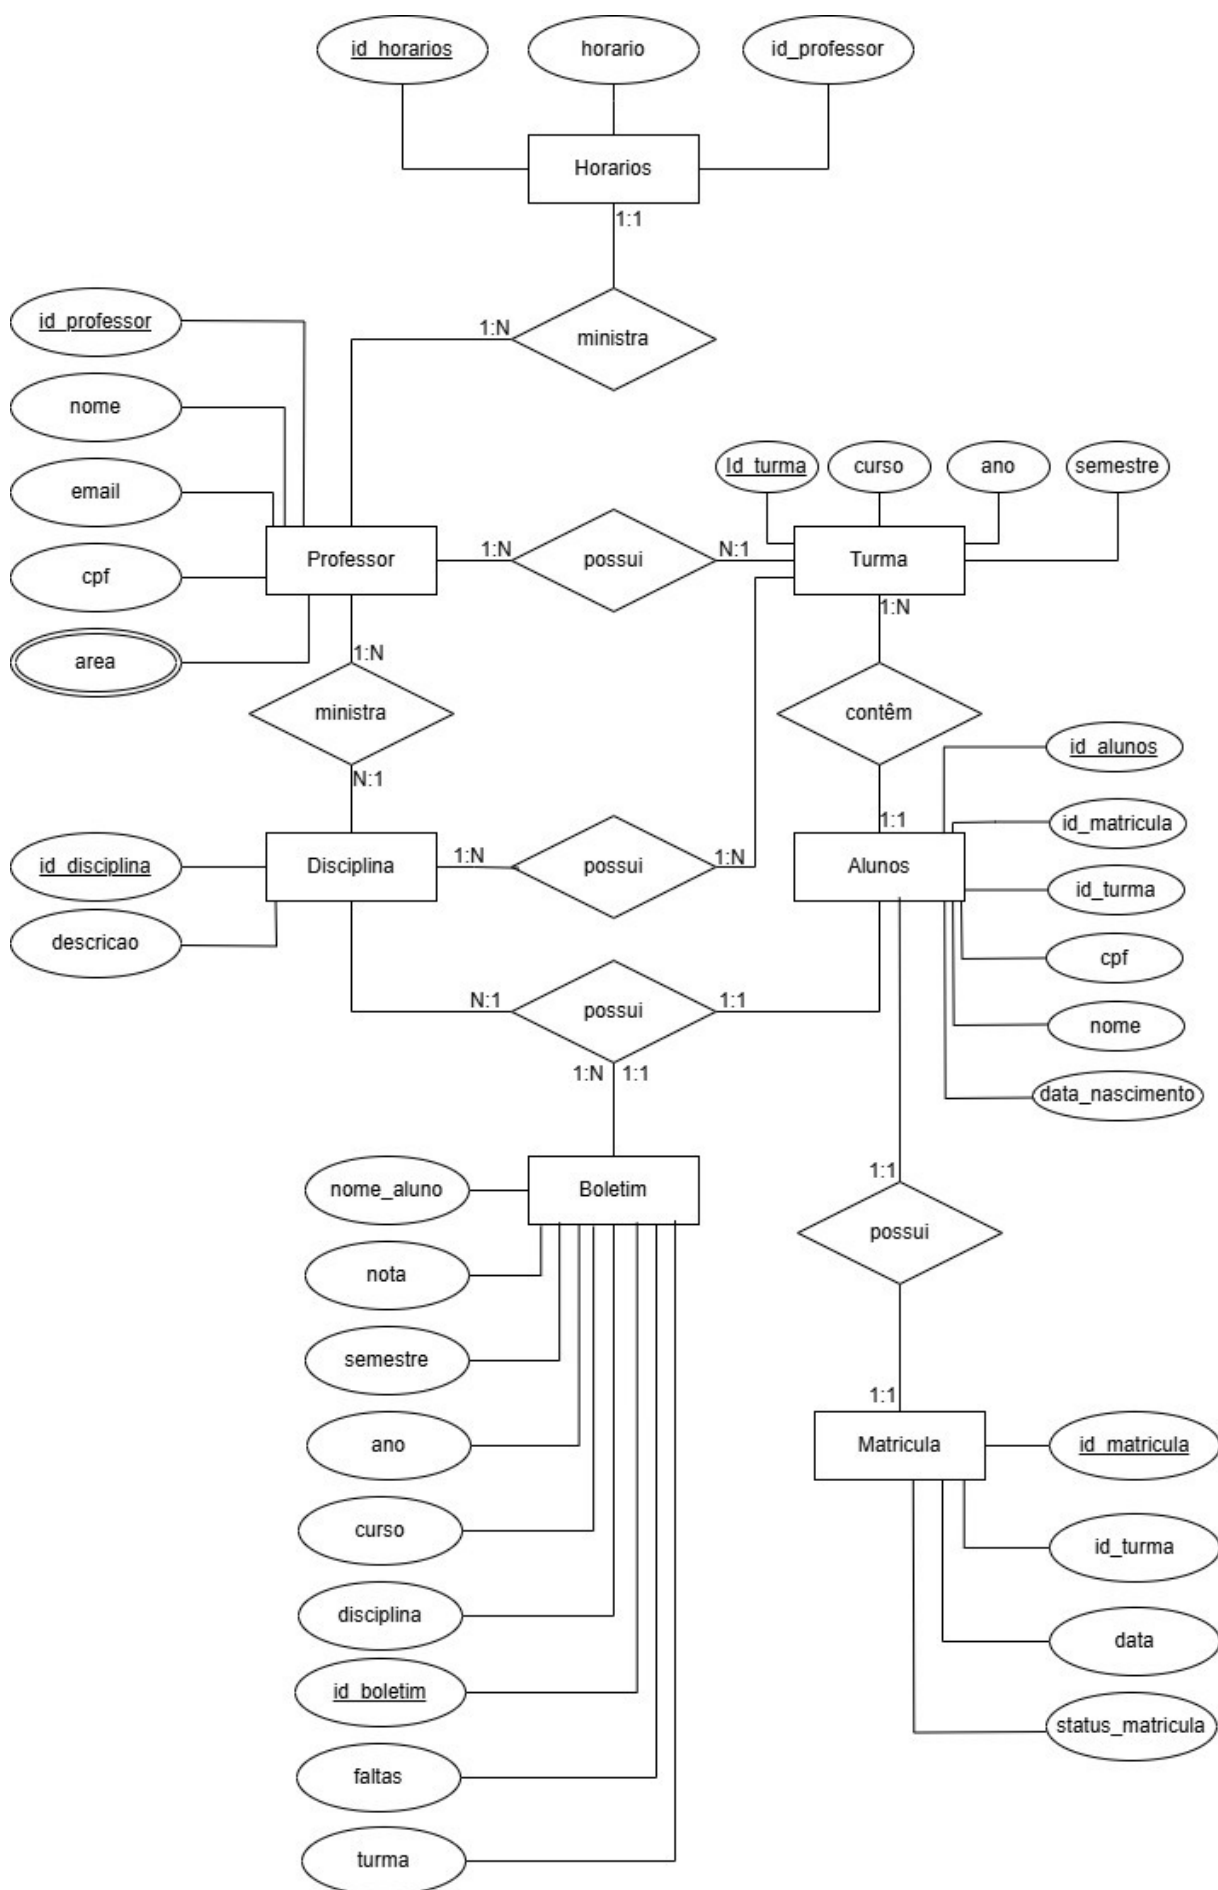 id_horarios
horario
id_professor
Horarios
1:1
id_professor
1:N
ministra
nome
Id_turma
curso
ano
semestre
email
Professor
1:N
possui
N:1
Turma
cpf
1:N
area
1:N
ministra
contêm
id_alunos
N:1
1:1
id_matricula
id_disciplina
Disciplina
1:N
possui
1:N
Alunos
id_turma
descricao
cpf
N:1
possui
1:1
nome
1:N
1:1
data_nascimento
nome_aluno
Boletim
1:1
possui
nota
semestre
1:1
ano
Matricula
id_matricula
curso
id_turma
disciplina
data
id_boletim
status_matricula
faltas
turma